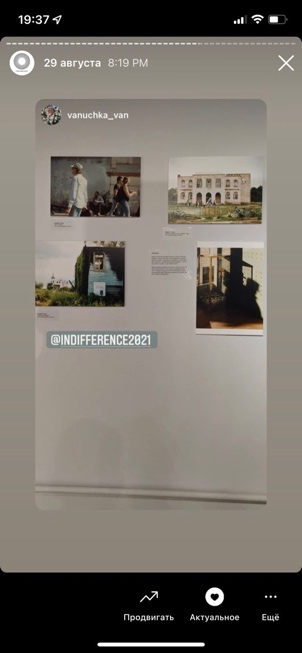 19:37
29 августа 8:19 PM
vanuchka_van
@INDIFFERENCE2021
Продвигать Актуальное Ещё